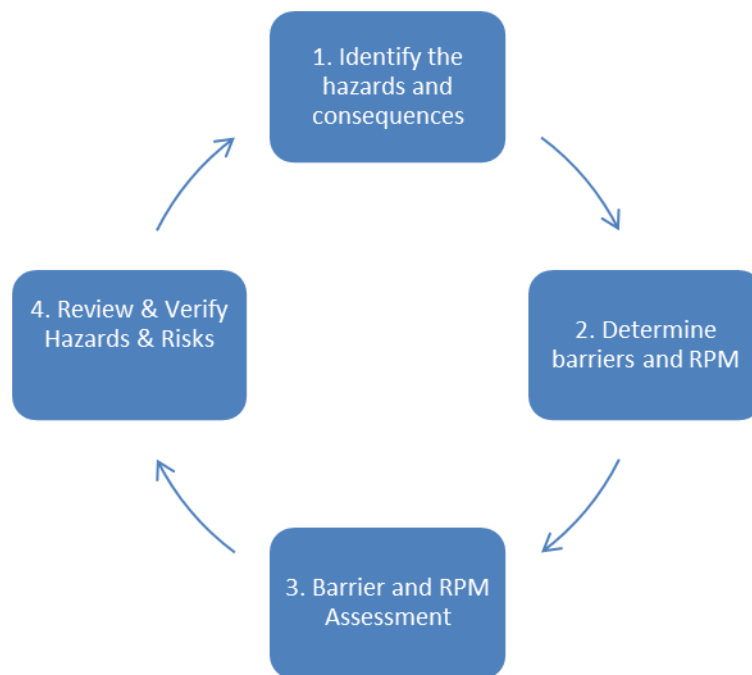 1. Identify the
hazards and
consequences
2. Determine
barriers and RPM
3. Barrier and RPM
Assessment
4. Review & Verify
Hazards & Risks